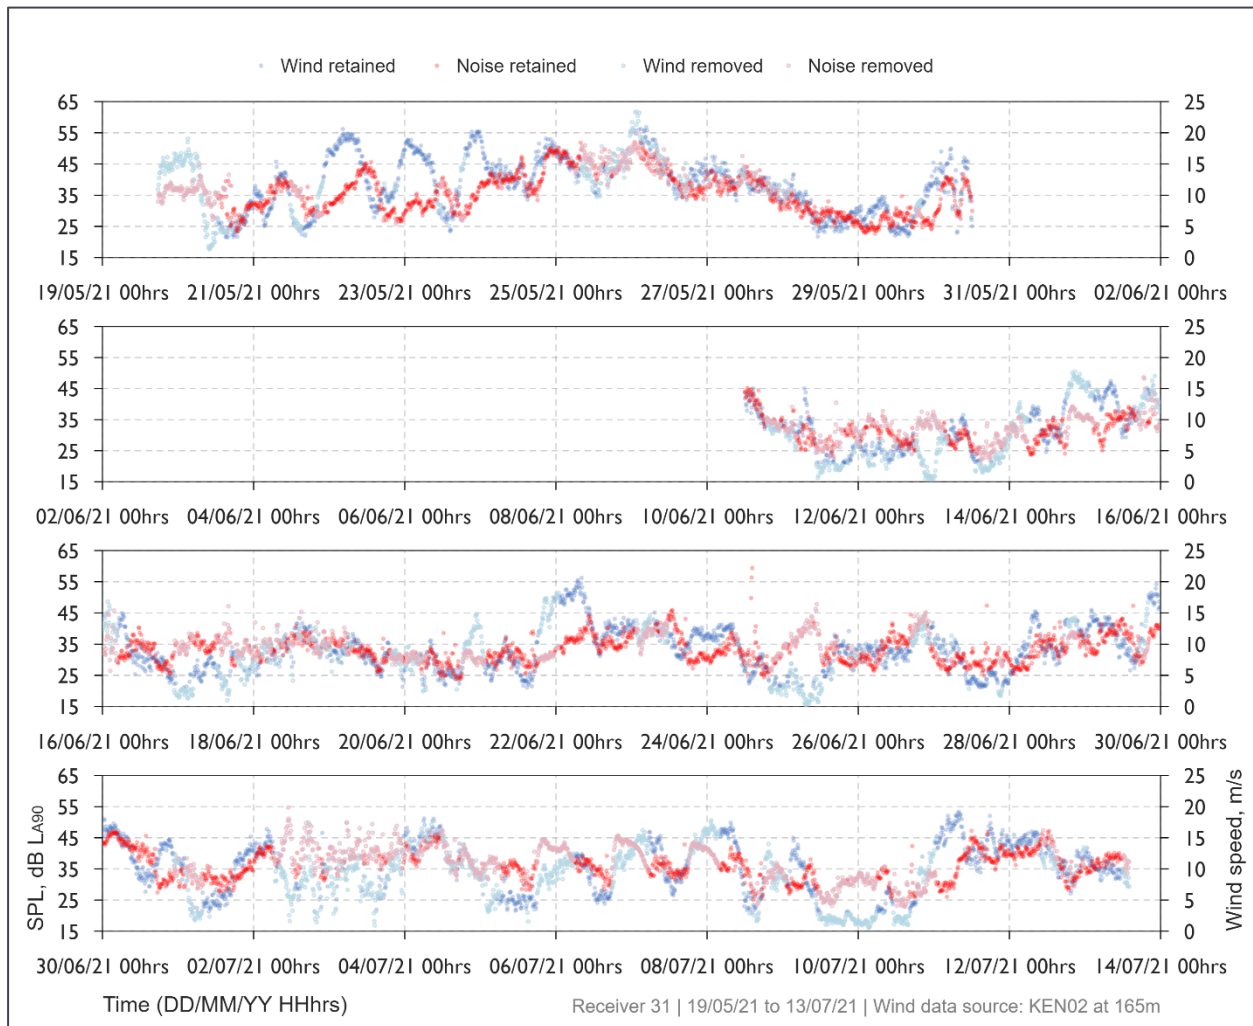 Wind retained Noise retained Wind removed Noise removed
65 25
55 20
45 15
35 10
25 5
15 0
19/05/21 00hrs 21/05/21 00hrs 23/05/21 00hrs 25/05/21 00hrs 27/05/21 00hrs 29/05/21 00hrs 31/05/21 00hrs 02/06/21 00hrs
65 25
55 20
45 15
35 10
25 5
15 0
02/06/21 00hrs 04/06/21 00hrs 06/06/21 00hrs 08/06/21 00hrs 10/06/21 00hrs 12/06/21 00hrs 14/06/21 00hrs 16/06/21 00hrs
65 25
55 20
45 15
35 10
25 5
15 0
16/06/21 00hrs 18/06/21 00hrs 20/06/21 00hrs 22/06/21 00hrs 24/06/21 00hrs 26/06/21 00hrs 28/06/21 00hrs 30/06/21 00hrs
SPL, dB LA90
65 25
55 20
45 15
35 10
25 5
15 0
Wind speed, m/s
30/06/21 00hrs 02/07/21 00hrs 04/07/21 00hrs 06/07/21 00hrs 08/07/21 00hrs 10/07/21 00hrs 12/07/21 00hrs 14/07/21 00hrs
Time (DD/MM/YY HHhrs)
Receiver 31 | 19/05/21 to 13/07/21 | Wind data source: KEN02 at 165m